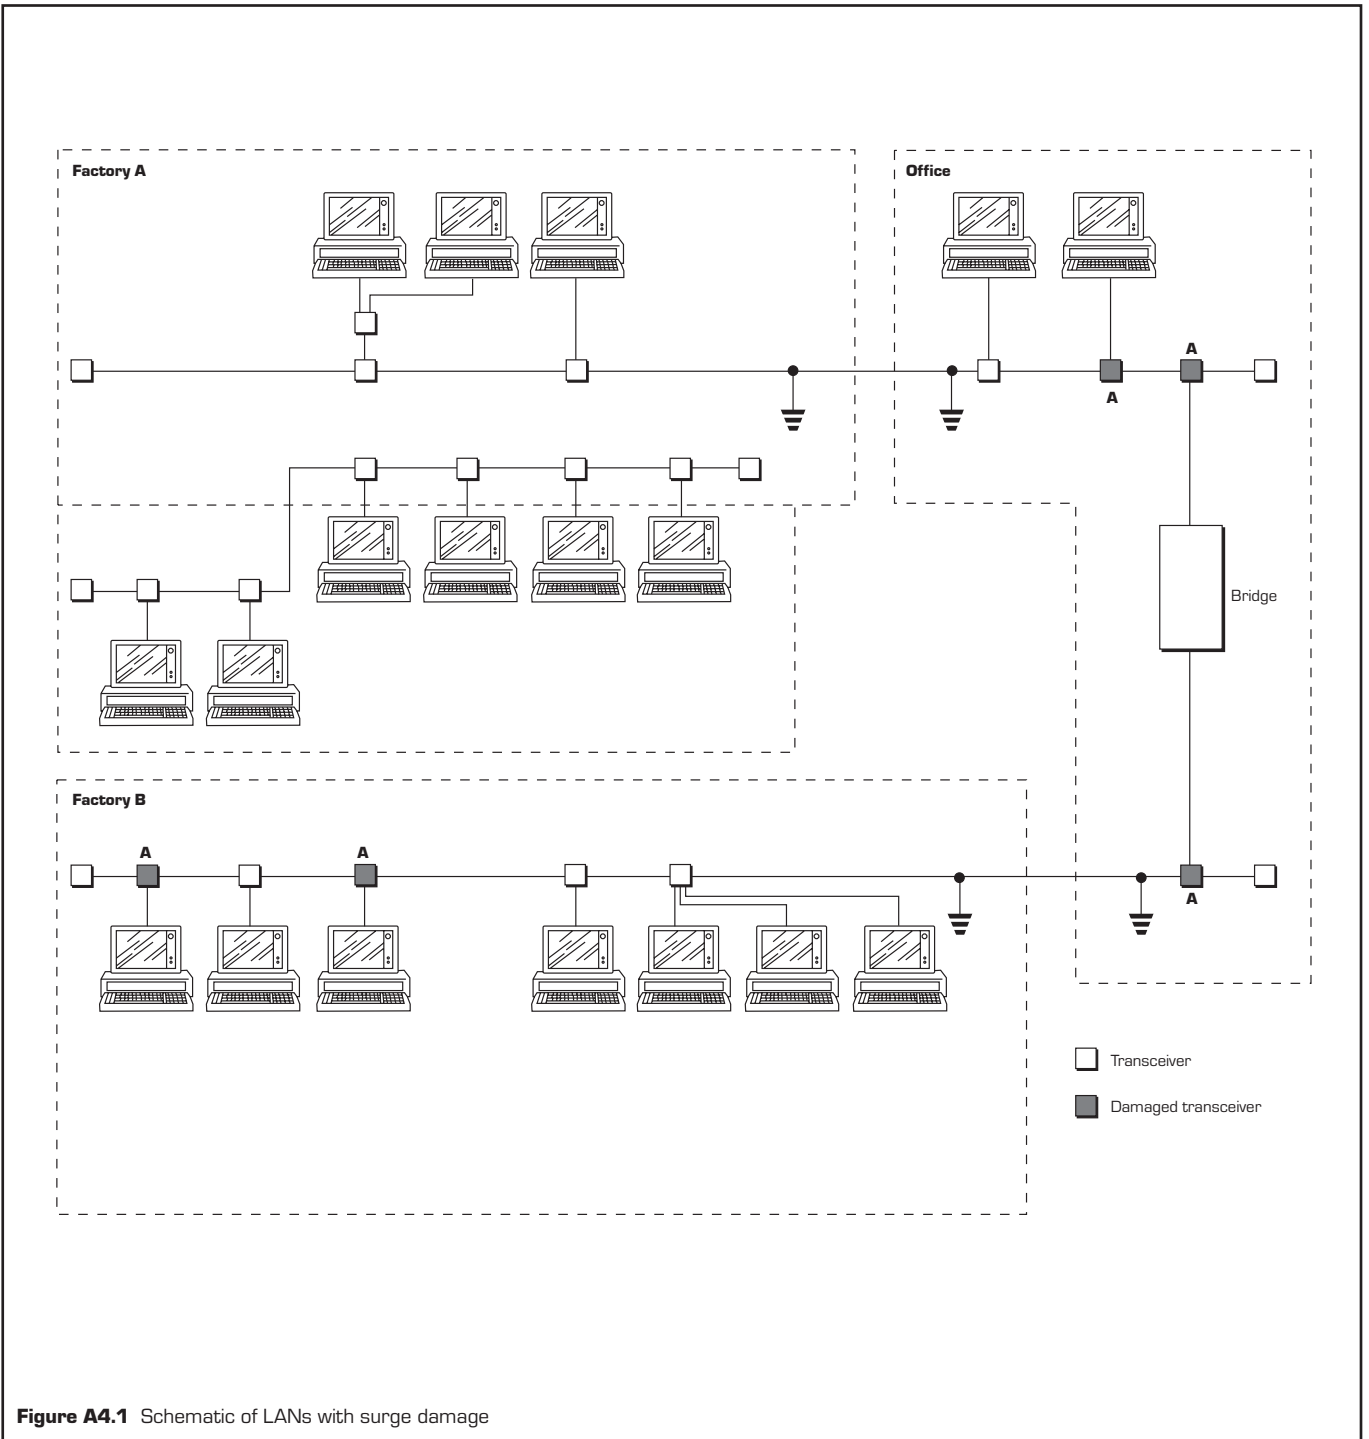 Factory A
Office
A
A
Bridge
Factory B
A
A
A
Transceiver
Damaged transceiver
Figure A4.1 Schematic of LANs with surge damage